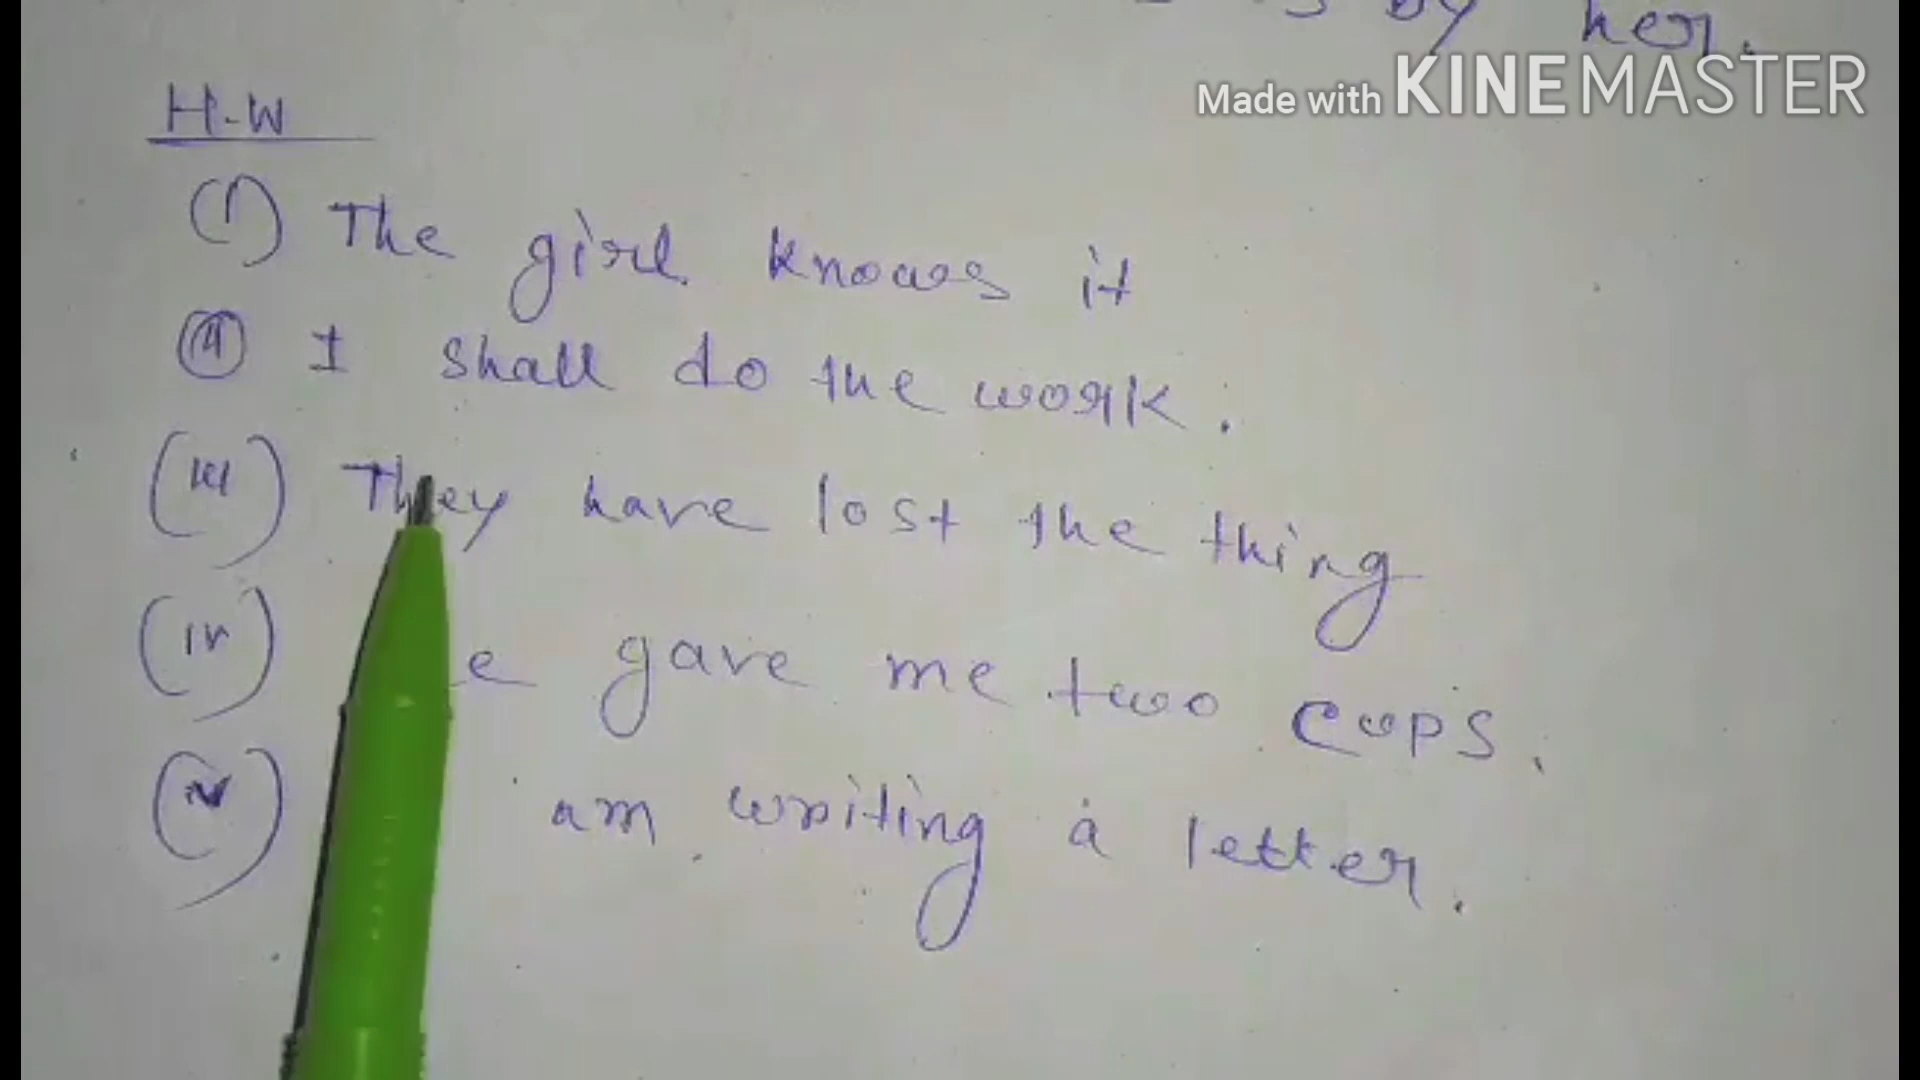 by her.
Made with KINEMASTER
H.W
(i) The girl knows it
(ii) I shall do the work.
(iii) They have lost the thing
(iv) e gave me two cups.
(v) am writing a letter.